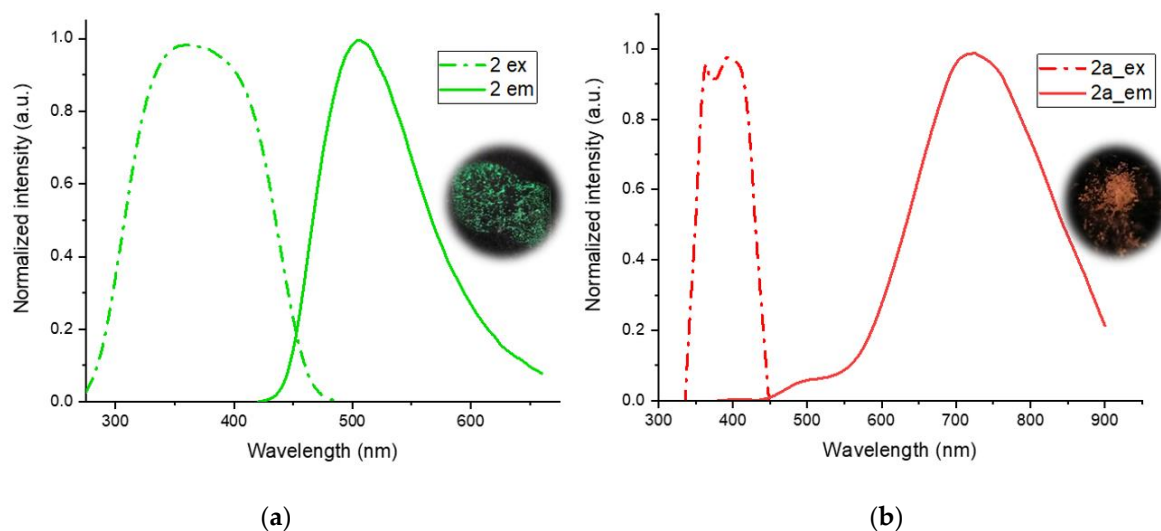 Normalized intensity (a.u.)
1.0
0.8
0.6
0.4
0.2
0.0
2 ex
2 em
300
400
500
600
Wavelength (nm)
(a)
Normalized intensity (a.u.)
1.0
0.8
0.6
0.4
0.2
0.0
2a_ex
2a_em
300
400
500
600
700
800
900
Wavelength (nm)
(b)